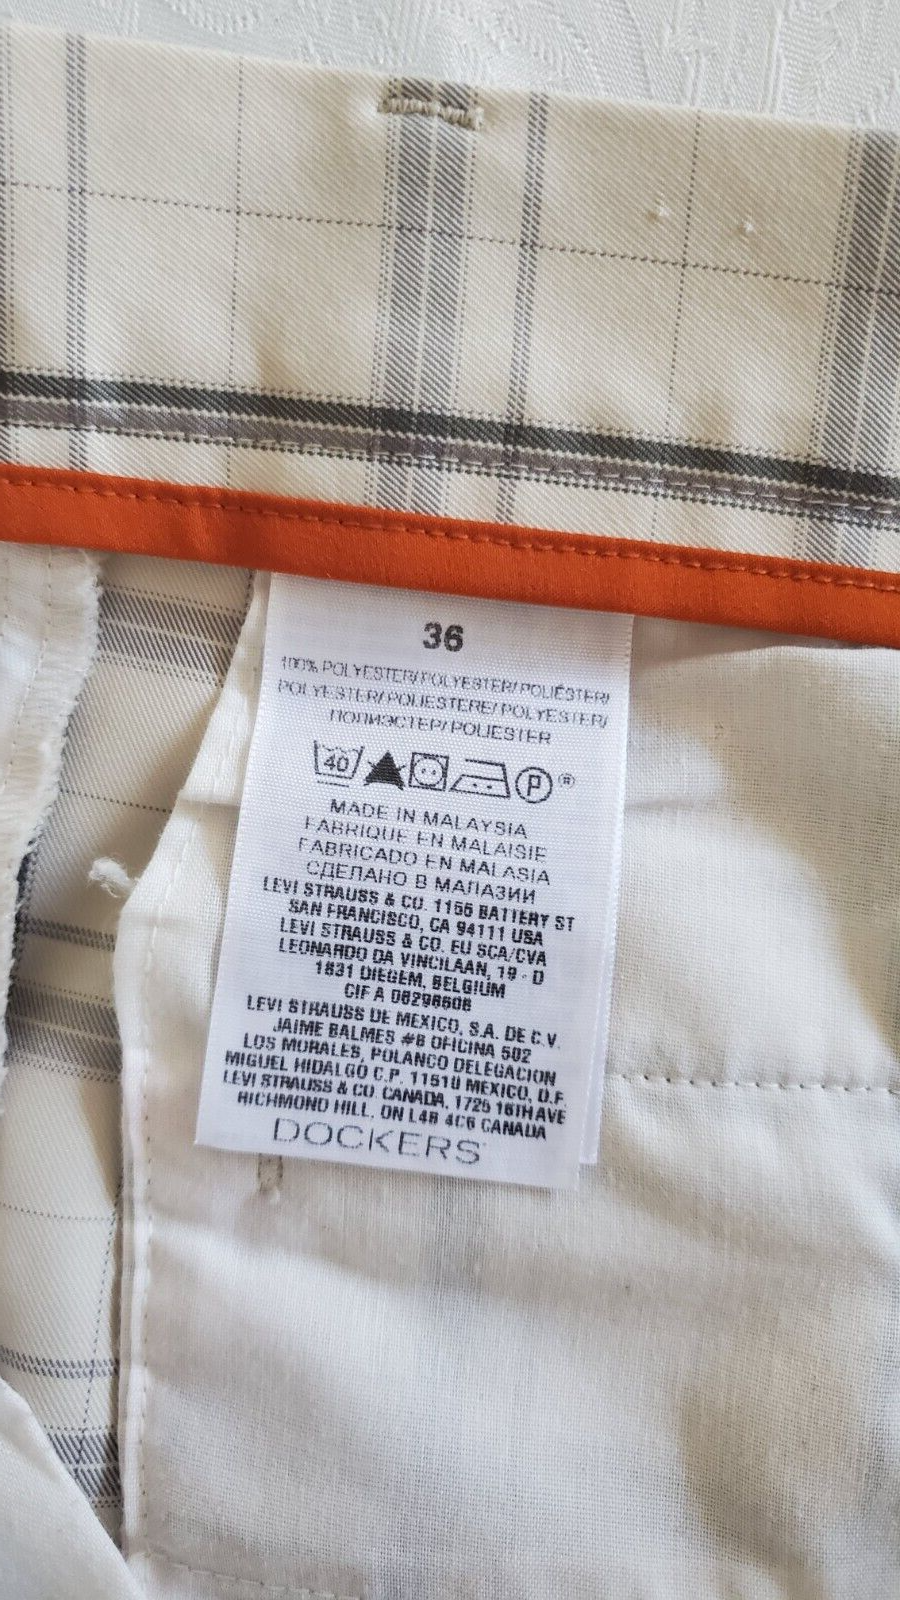 36
100% POLYESTER/ POLYESTER/ POLIÉSTER/
POLYESTER/ POLIESTERE/ POLYESTER/
ПОЛИЭСТЕР/ POLIESTER
40 P ®
MADE IN MALAYSIA
FABRIQUE EN MALAISIE
FABRICADO EN MALASIA
СДЕЛАНО В МАЛАЗИИ
LEVI STRAUSS & CO. 1155 BATTERY ST
SAN FRANCISCO, CA 94111 USA
LEVI STRAUSS & CO. EU SCA/CVA
LEONARDO DA VINCILAAN, 19 - D
1831 DIEGEM, BELGIUM
CIF A 08298608
LEVI STRAUSS DE MEXICO, S.A. DE C.V.
JAIME BALMES #8 OFICINA 502
LOS MORALES, POLANCO DELEGACION
MIGUEL HIDALGO C.P. 11510 MEXICO, D.F.
LEVI STRAUSS & CO. CANADA, 1725 16TH AVE
RICHMOND HILL, ON L4B 4C6 CANADA
DOCKERS